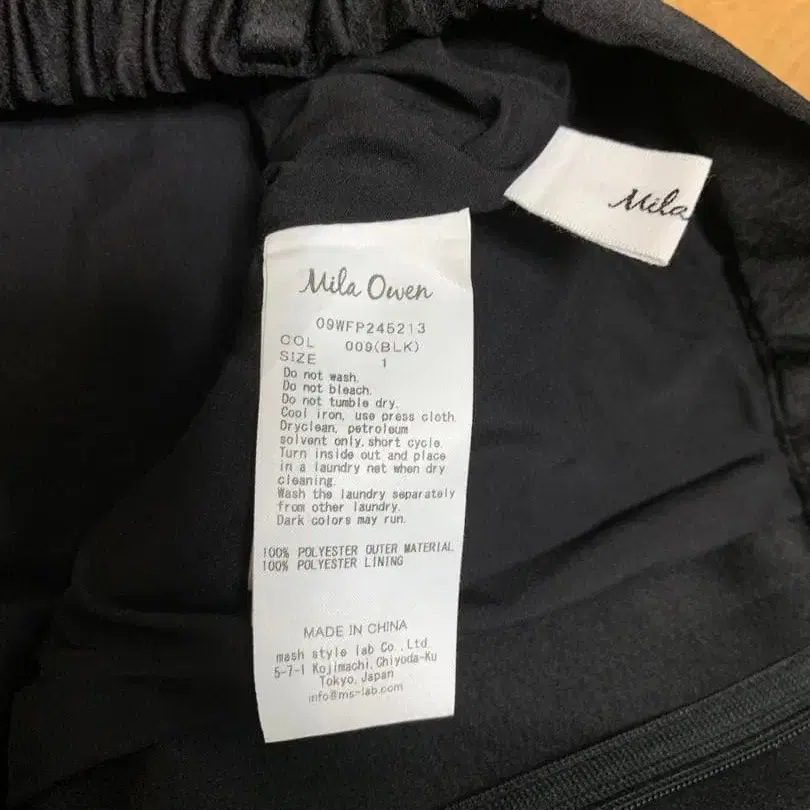 Mila
Mila Owen
09WFP245213
COL 009(BLK)
SIZE 1
Do not wash.
Do not bleach.
Do not tumble dry.
Cool iron, use press cloth.
Dryclean, petroleum
solvent only, short cycle.
Turn inside out and place
in a laundry net when dry
cleaning.
Wash the laundry separately
from other laundry.
Dark colors may run.
100% POLYESTER OUTER MATERIAL
100% POLYESTER LINING
MADE IN CHINA
mash style lab Co.,Ltd.
5-7-1 Kojimachi,Chiyoda-Ku
Tokyo,Japan
info@ms-lab.com